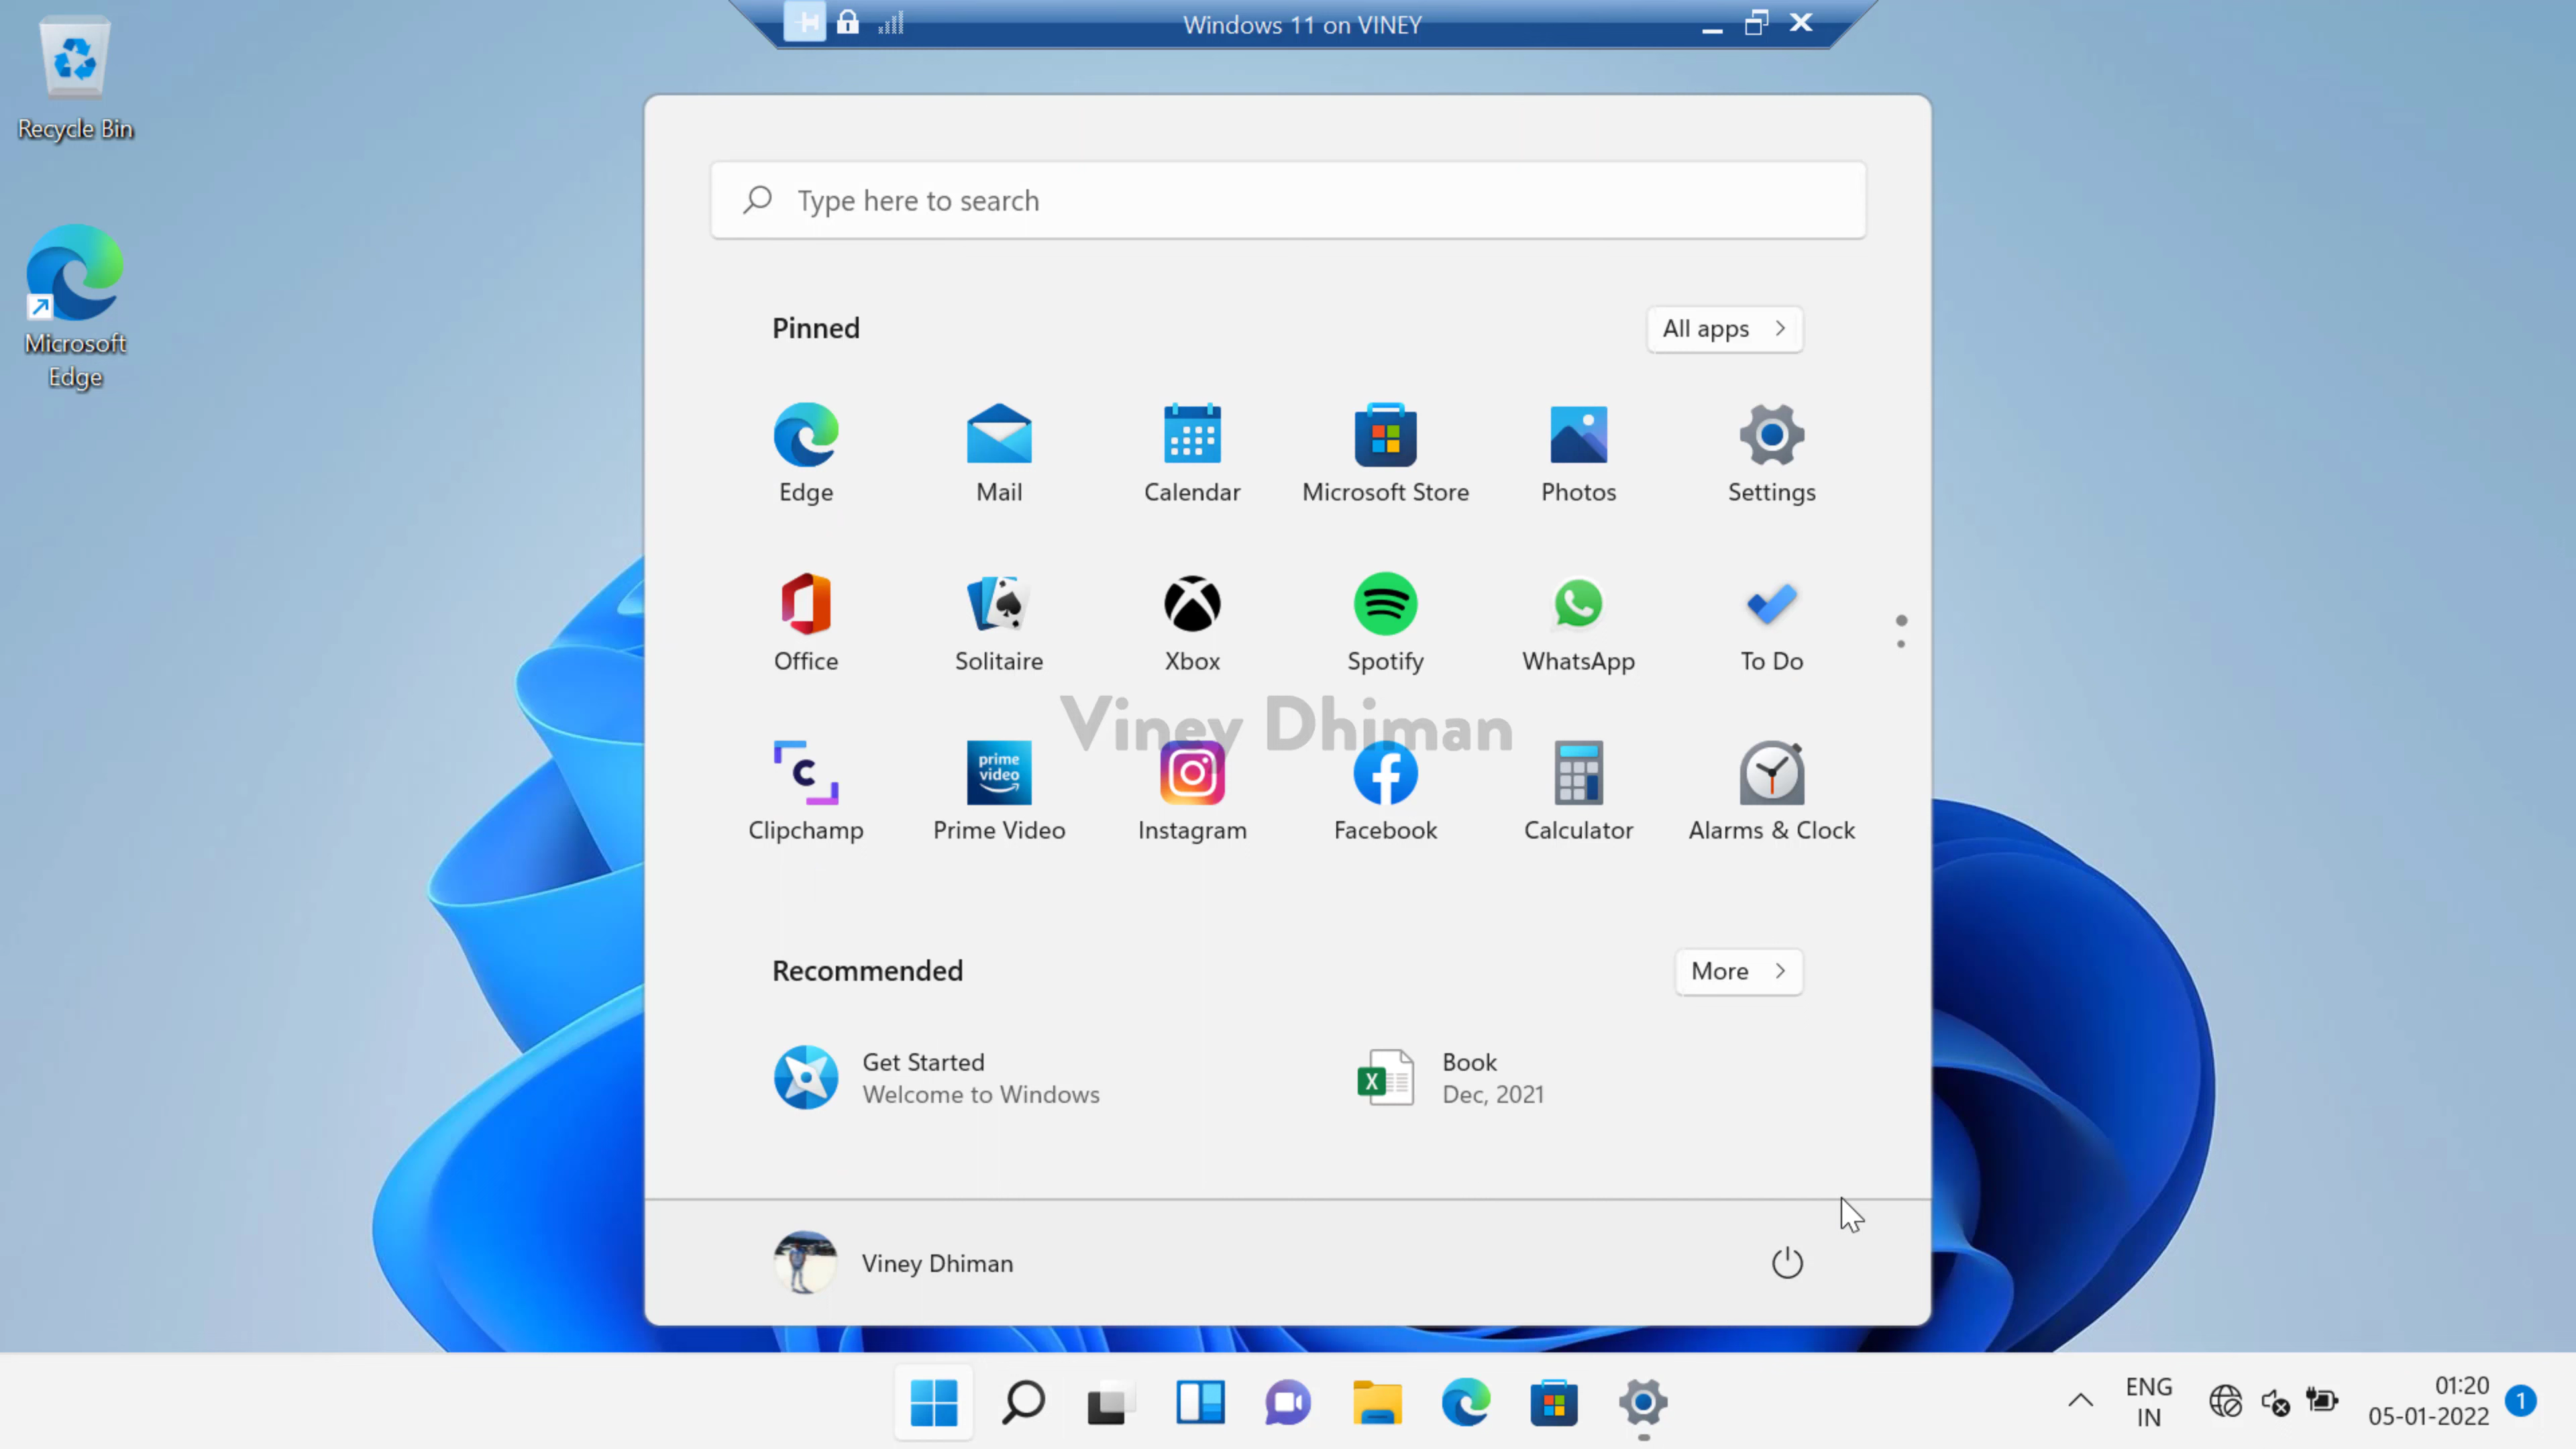 Windows 11 on VINEY
Recycle Bin
Microsoft
Edge
Type here to search
Pinned
All apps
Edge
Mail
Calendar
Microsoft Store
Photos
Settings
Office
Solitaire
Xbox
Spotify
WhatsApp
To Do
Viney Dhiman
prime
video
Clipchamp
Prime Video
Instagram
Facebook
Calculator
Alarms & Clock
Recommended
More
Get Started
Welcome to Windows
X
Book
Dec, 2021
Viney Dhiman
ENG
IN
01:20
05-01-2022
1